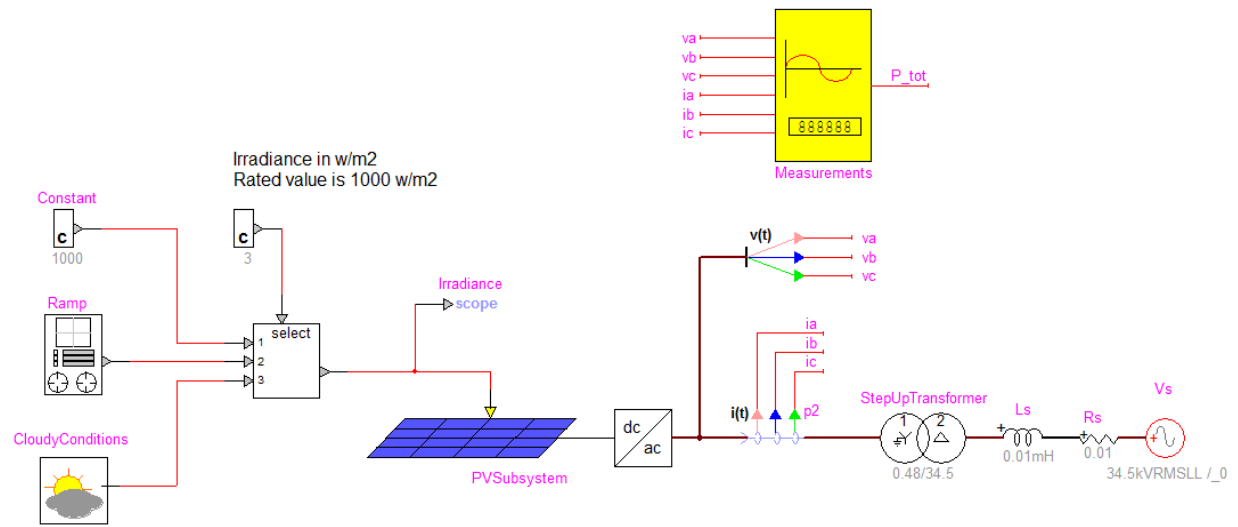 va
vb
vc
ia
ib
ic
P_tot
888888
Measurements
Irradiance in w/m2
Rated value is 1000 w/m2
Constant
c
1000
c
3
v(t)
va
vb
vc
Irradiance
scope
Ramp
select
1
2
3
ia
ib
ic
i(t)
p2
StepUpTransformer
1
2
0.48/34.5
Ls
+
0.01mH
Rs
+
0.01
Vs
+
34.5kVRMSLL /_0
dc
ac
PVSubsystem
CloudyConditions